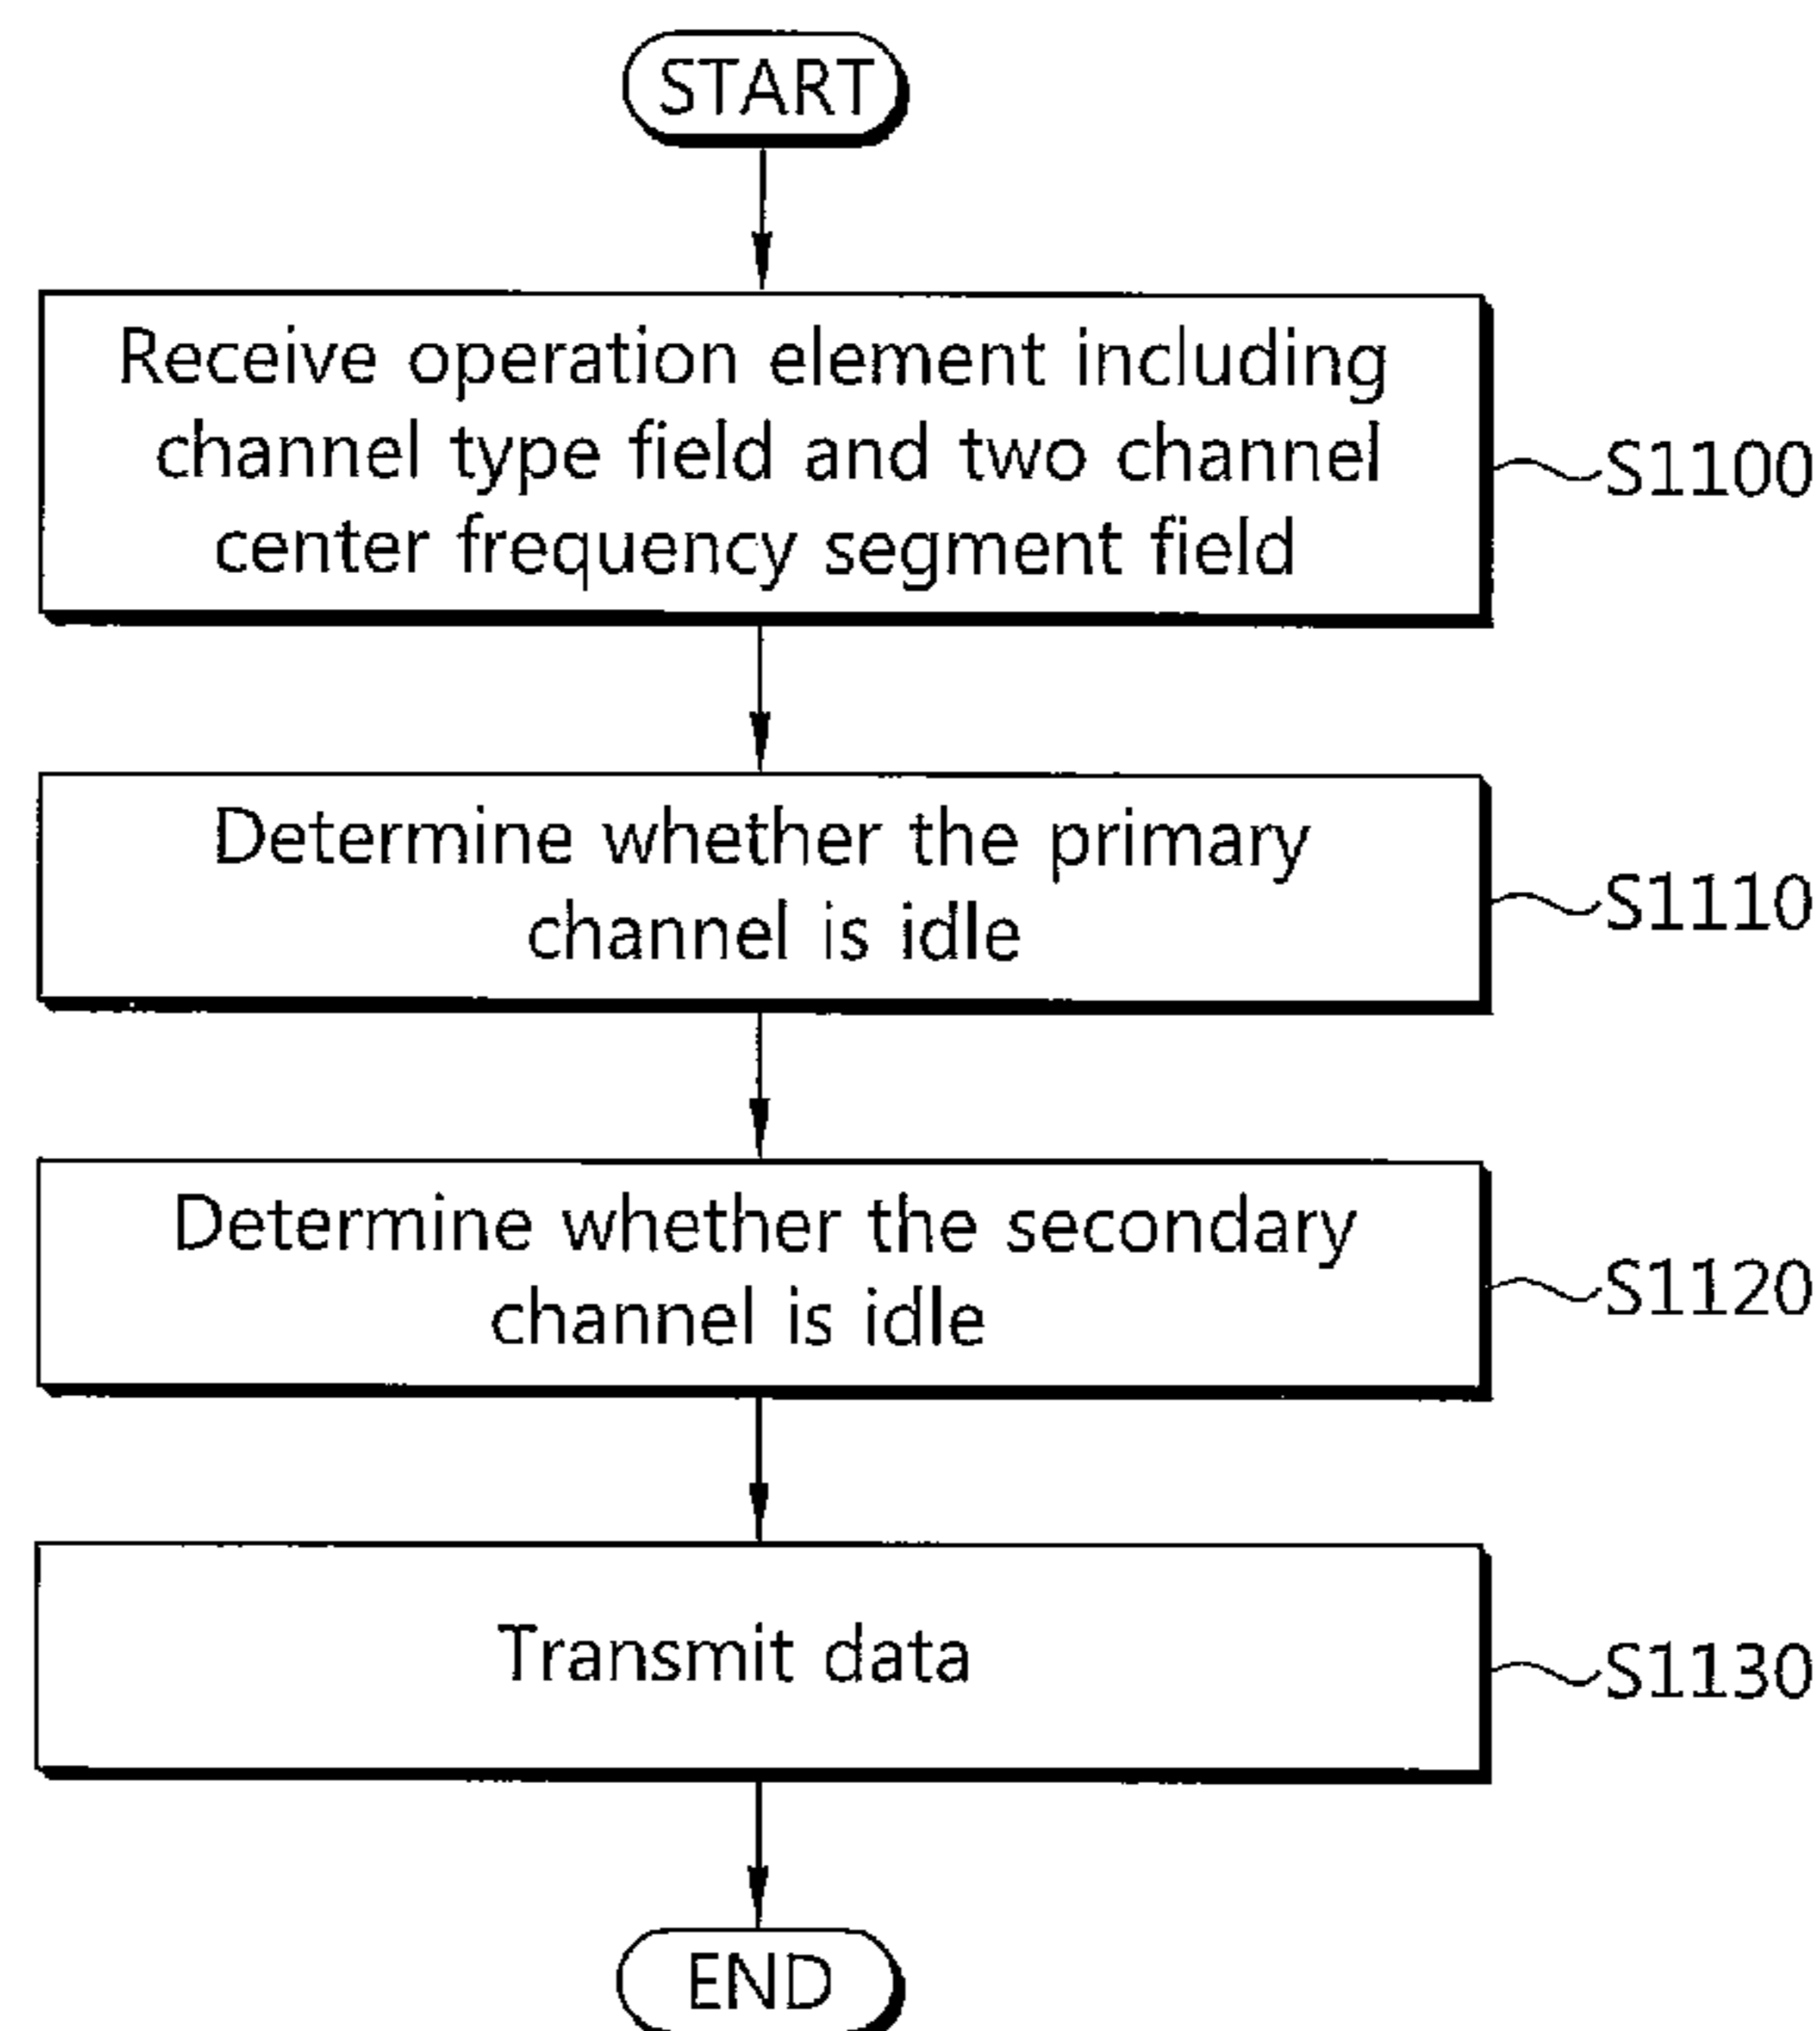 START
Receive operation element including
channel type field and two channel
center frequency segment field
S1100
Determine whether the primary
channel is idle
S1110
Determine whether the secondary
channel is idle
S1120
Transmit data
S1130
END